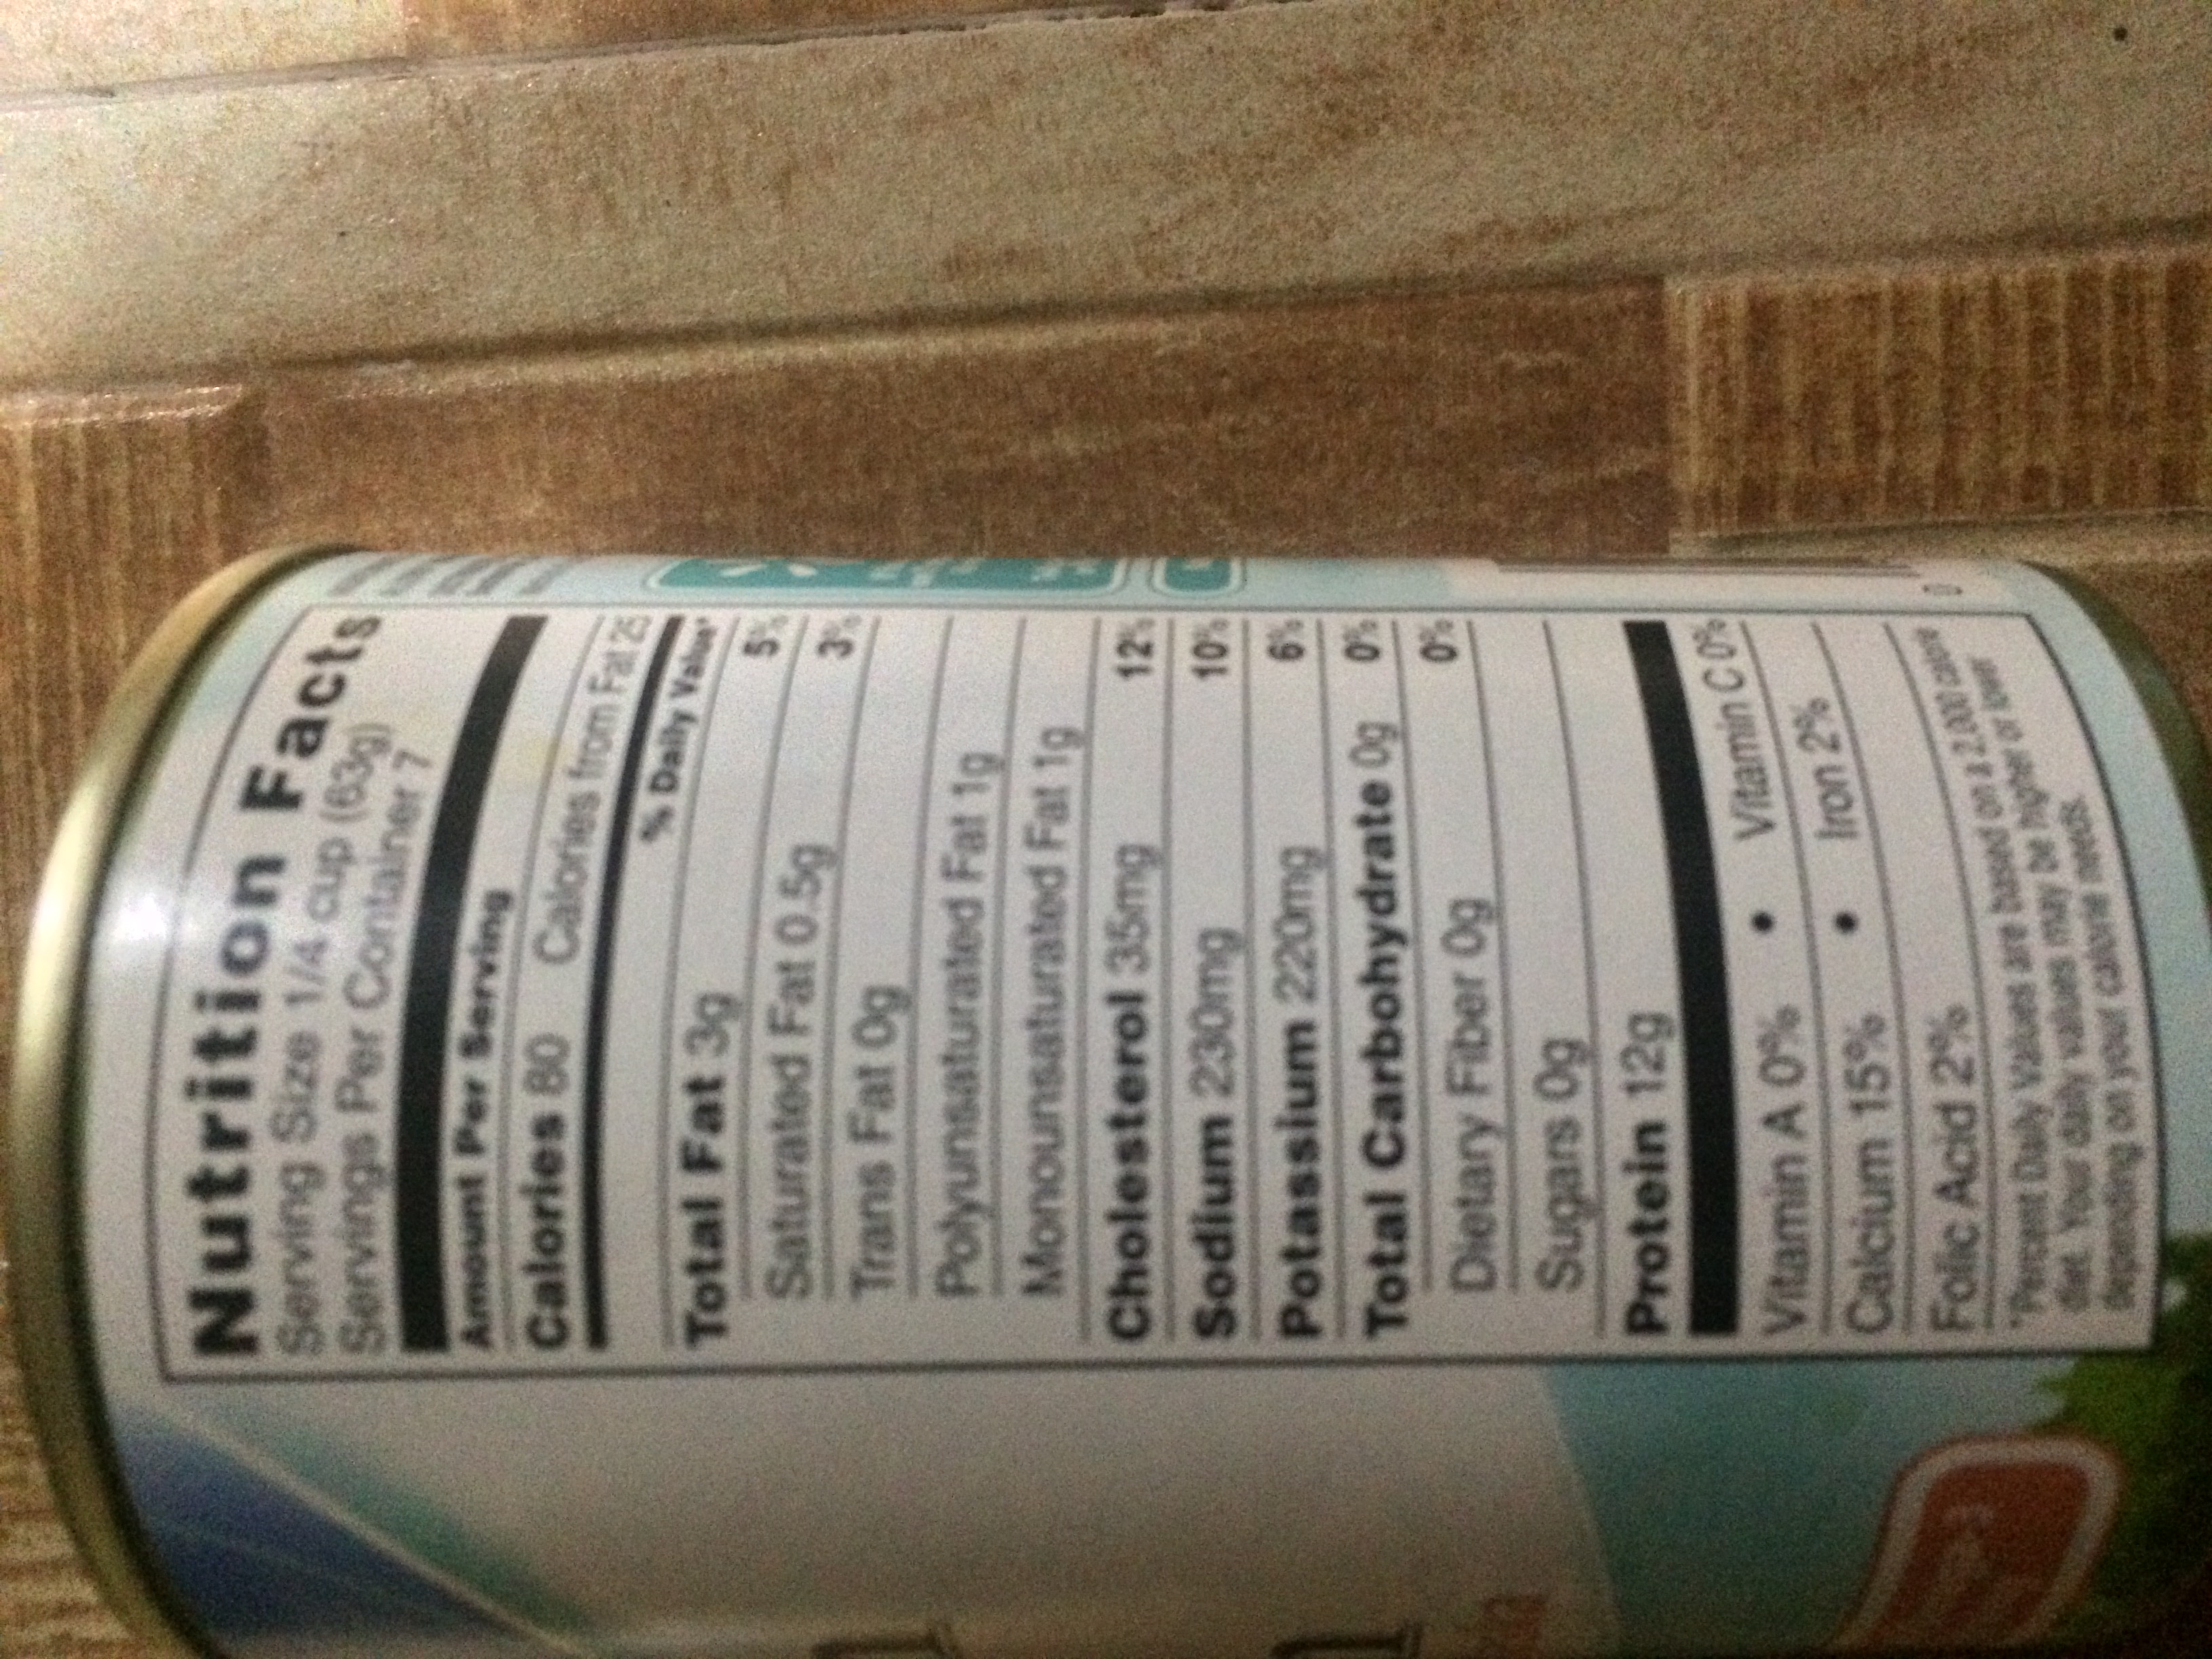 Nutrition Facts
Serving Size 1/4 cup (63g)
Servings Per Container 7
Amount Per Serving
Calories 80 Calories from Fat 25
% Daily Value*
Total Fat 3g 5%
Saturated Fat 0.5g 3%
Trans Fat 0g
Polyunsaturated Fat 1g
Monounsaturated Fat 1g
Cholesterol 35mg 12%
Sodium 230mg 10%
Potassium 220mg 6%
Total Carbohydrate 0g 0%
Dietary Fiber 0g 0%
Sugars 0g
Protein 12g
Vitamin A 0% • Vitamin C 0%
Calcium 15% • Iron 2%
Folic Acid 2%
*Percent Daily Values are based on a 2,000 calorie
diet. Your daily values may be higher or lower
depending on your calorie needs.
0